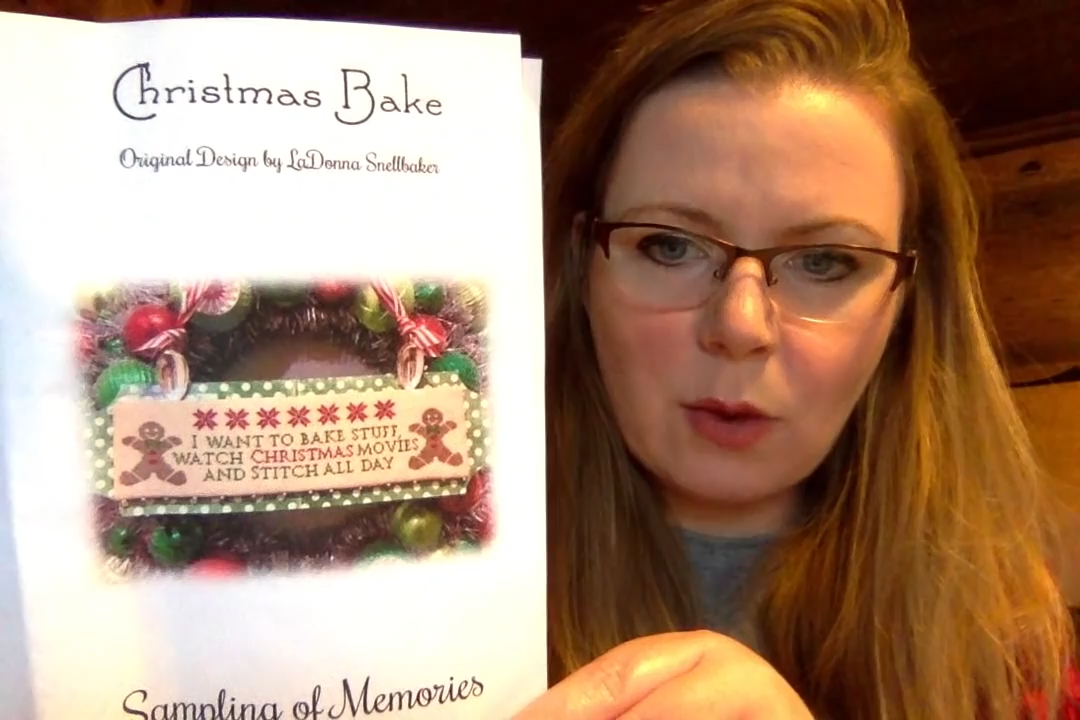 Christmas Bake
Original Design by LaDonna Snellbaker
I WANT TO BAKE STUFF,
WATCH CHRISTMAS MOVIES
AND STITCH ALL DAY
Sampling of Memories